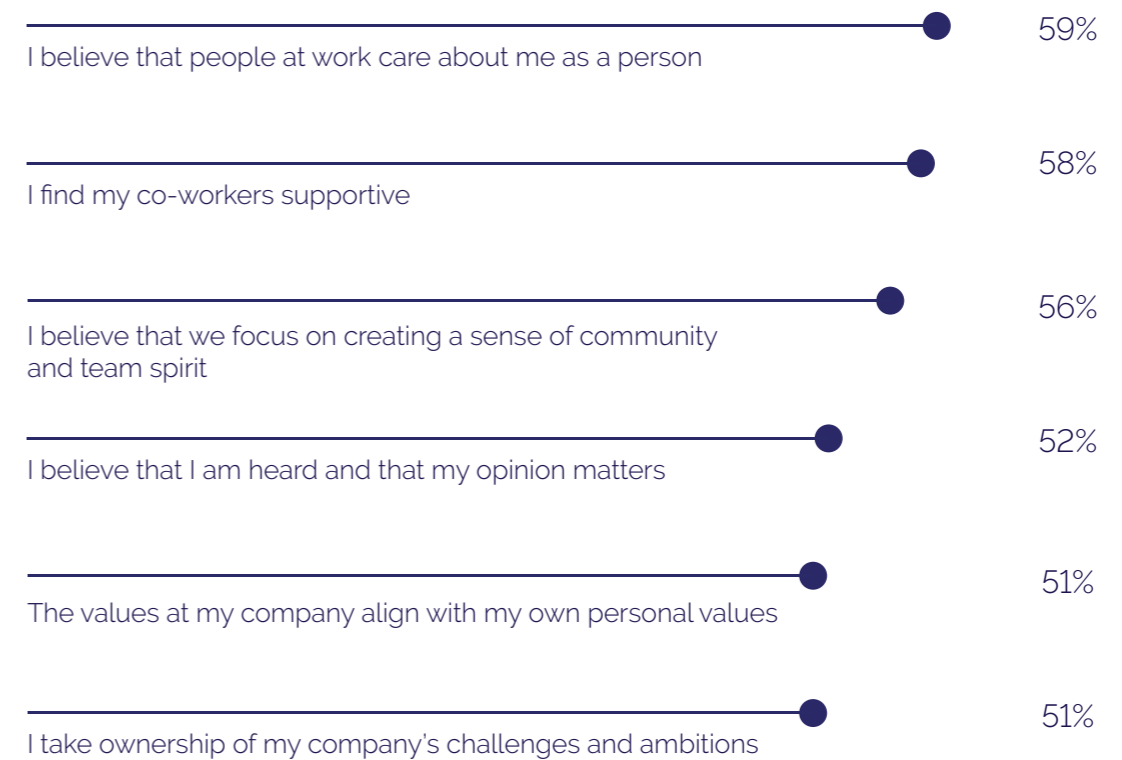 59%
I believe that people at work care about me as a person
58%
I find my co-workers supportive
56%
I believe that we focus on creating a sense of community
and team spirit
52%
I believe that I am heard and that my opinion matters
51%
The values at my company align with my own personal values
51%
I take ownership of my company's challenges and ambitions